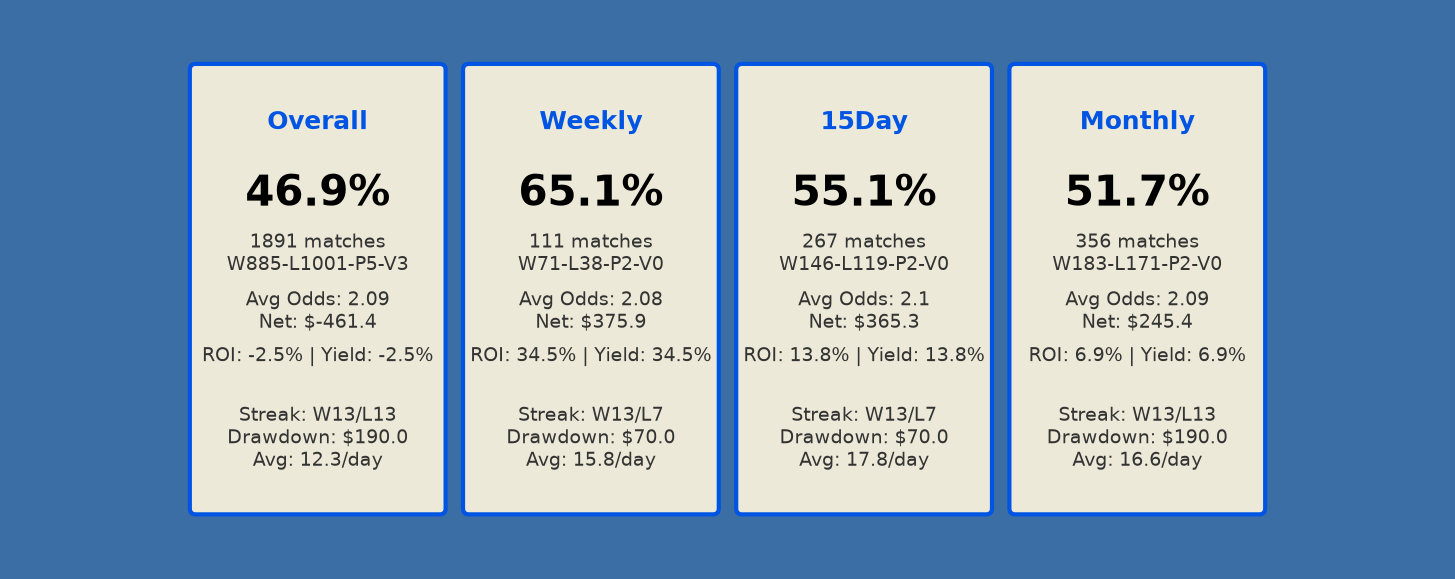 Overall
46.9%
1891 matches
W885-L1001-P5-V3
Avg Odds: 2.09
Net: $-461.4
ROI: -2.5% | Yield: -2.5%
Streak: W13/L13
Drawdown: $190.0
Avg: 12.3/day
Weekly
65.1%
111 matches
W71-L38-P2-V0
Avg Odds: 2.08
Net: $375.9
ROI: 34.5% | Yield: 34.5%
Streak: W13/L7
Drawdown: $70.0
Avg: 15.8/day
15Day
55.1%
267 matches
W146-L119-P2-V0
Avg Odds: 2.1
Net: $365.3
ROI: 13.8% | Yield: 13.8%
Streak: W13/L7
Drawdown: $70.0
Avg: 17.8/day
Monthly
51.7%
356 matches
W183-L171-P2-V0
Avg Odds: 2.09
Net: $245.4
ROI: 6.9% | Yield: 6.9%
Streak: W13/L13
Drawdown: $190.0
Avg: 16.6/day